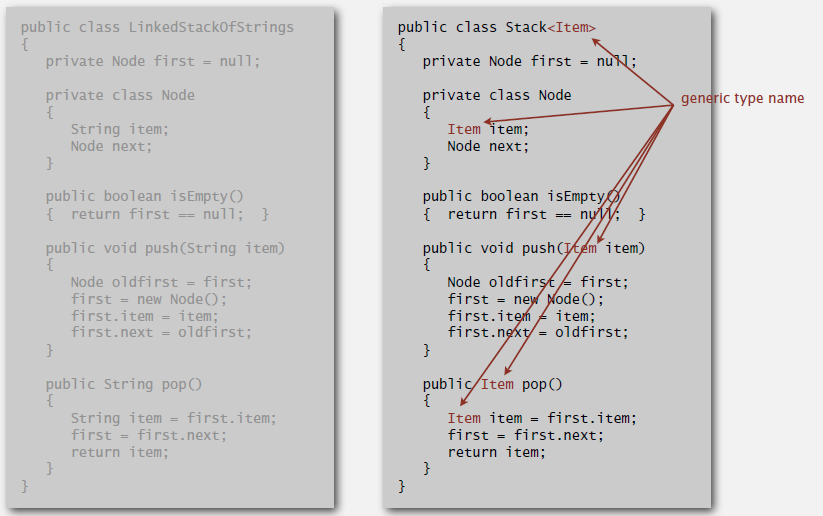 public class LinkedStackOfStrings
{
private Node first = null;
private class Node
{
String item;
Node next;
}
public boolean isEmpty()
{ return first == null; }
public void push(String item)
{
Node oldfirst = first;
first = new Node();
first.item = item;
first.next = oldfirst;
}
public String pop()
{
String item = first.item;
first = first.next;
return item;
}
}
public class Stack<Item>
{
private Node first = null;
private class Node
{
Item item;
Node next;
}
public boolean isEmpty()
{ return first == null; }
public void push(Item item)
{
Node oldfirst = first;
first = new Node();
first.item = item;
first.next = oldfirst;
}
public Item pop()
{
Item item = first.item;
first = first.next;
return item;
}
}
generic type name